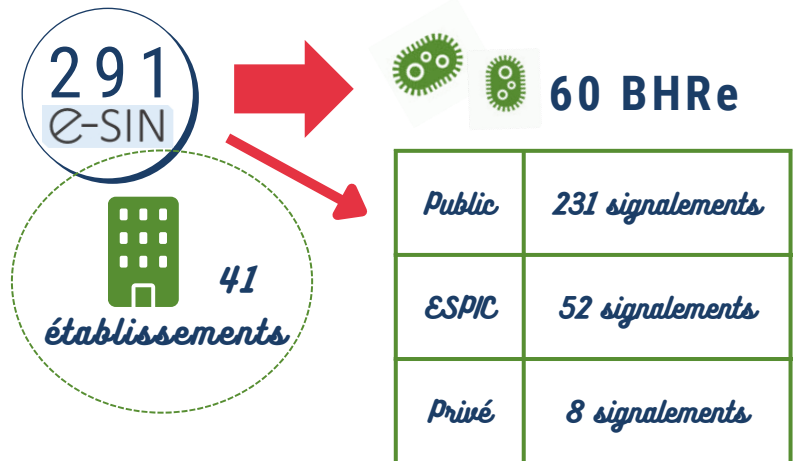 291
e-SIN
60 BHRe
41
établissements
Public 231 signalements
ESPIC 52 signalements
Privé 8 signalements